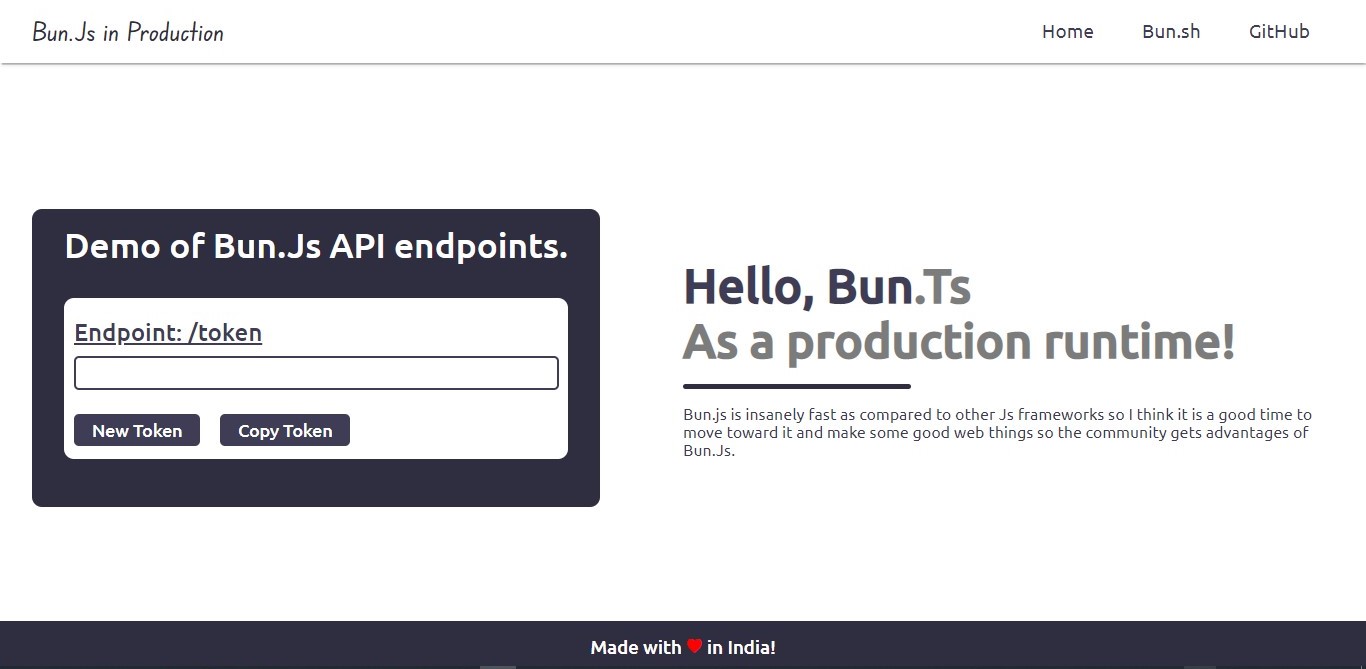 Bun.Js in Production
Home
Bun.sh
GitHub
Demo of Bun.Js API endpoints.
Endpoint: /token
New Token
Copy Token
Hello, Bun.Ts
As a production runtime!
Bun.js is insanely fast as compared to other Js frameworks so I think it is a good time to
move toward it and make some good web things so the community gets advantages of
Bun.Js.
Made with ❤ in India!